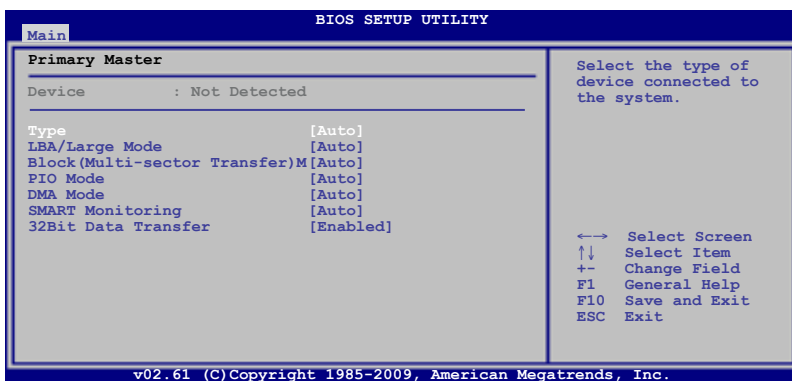 BIOS SETUP UTILITY
Main
Primary Master
Device : Not Detected
Type [Auto]
LBA/Large Mode [Auto]
Block(Multi-sector Transfer)M[Auto]
PIO Mode [Auto]
DMA Mode [Auto]
SMART Monitoring [Auto]
32Bit Data Transfer [Enabled]
Select the type of
device connected to
the system.
←→ Select Screen
↑↓ Select Item
+- Change Field
F1 General Help
F10 Save and Exit
ESC Exit
v02.61 (C)Copyright 1985-2009, American Megatrends, Inc.